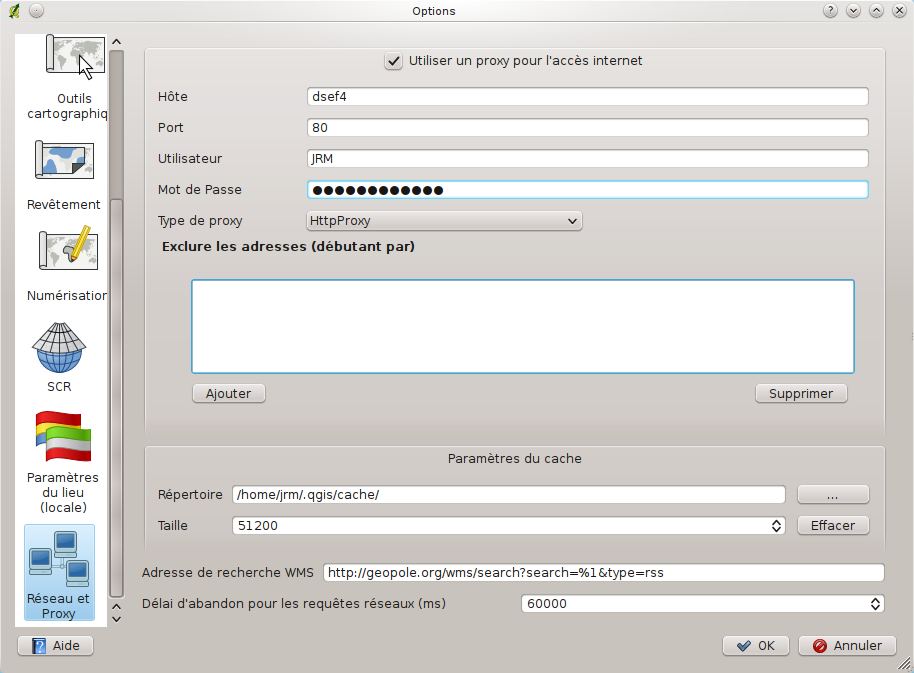 Options
Outils
cartographiq
Revêtement
Numérisation
SCR
Paramètres
du lieu
(locale)
Réseau et
Proxy
Utiliser un proxy pour l'accès internet
Hôte dsef4
Port 80
Utilisateur JRM
Mot de Passe ●●●●●●●●●●●●
Type de proxy HttpProxy
Exclure les adresses (débutant par)
Ajouter Supprimer
Paramètres du cache
Répertoire /home/jrm/.qgis/cache/ ...
Taille 51200 Effacer
Adresse de recherche WMS http://geopole.org/wms/search?search=%1&type=rss
Délai d'abandon pour les requêtes réseaux (ms) 60000
Aide OK Annuler